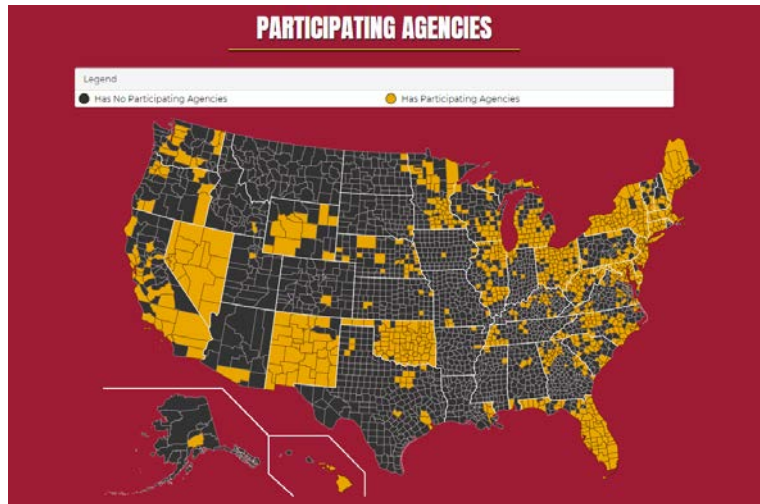 PARTICIPATING AGENCIES
Legend
Has No Participating Agencies
Has Participating Agencies